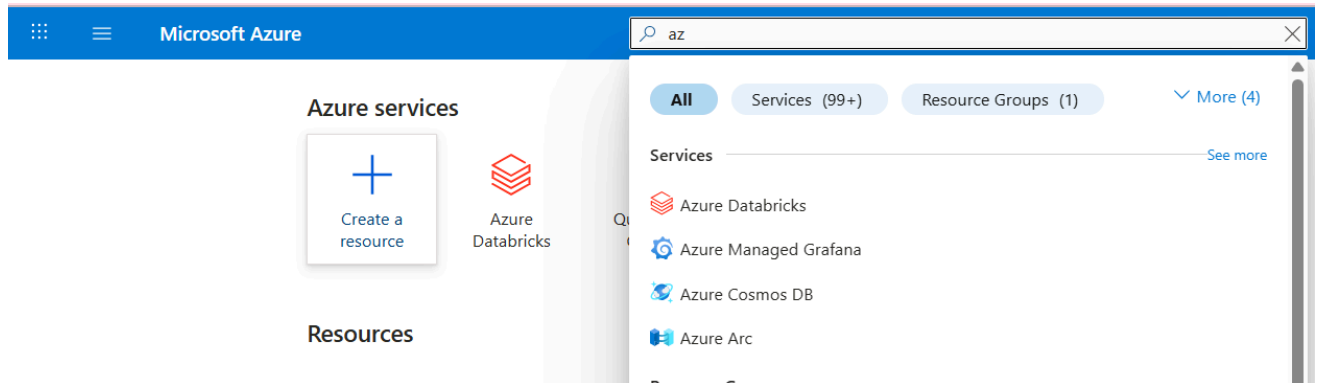 Microsoft Azure
az
All
Services (99+)
Resource Groups (1)
More (4)
Azure services
Services
See more
Create a
resource
Azure
Databricks
Azure Databricks
Azure Managed Grafana
Azure Cosmos DB
Azure Arc
Resources